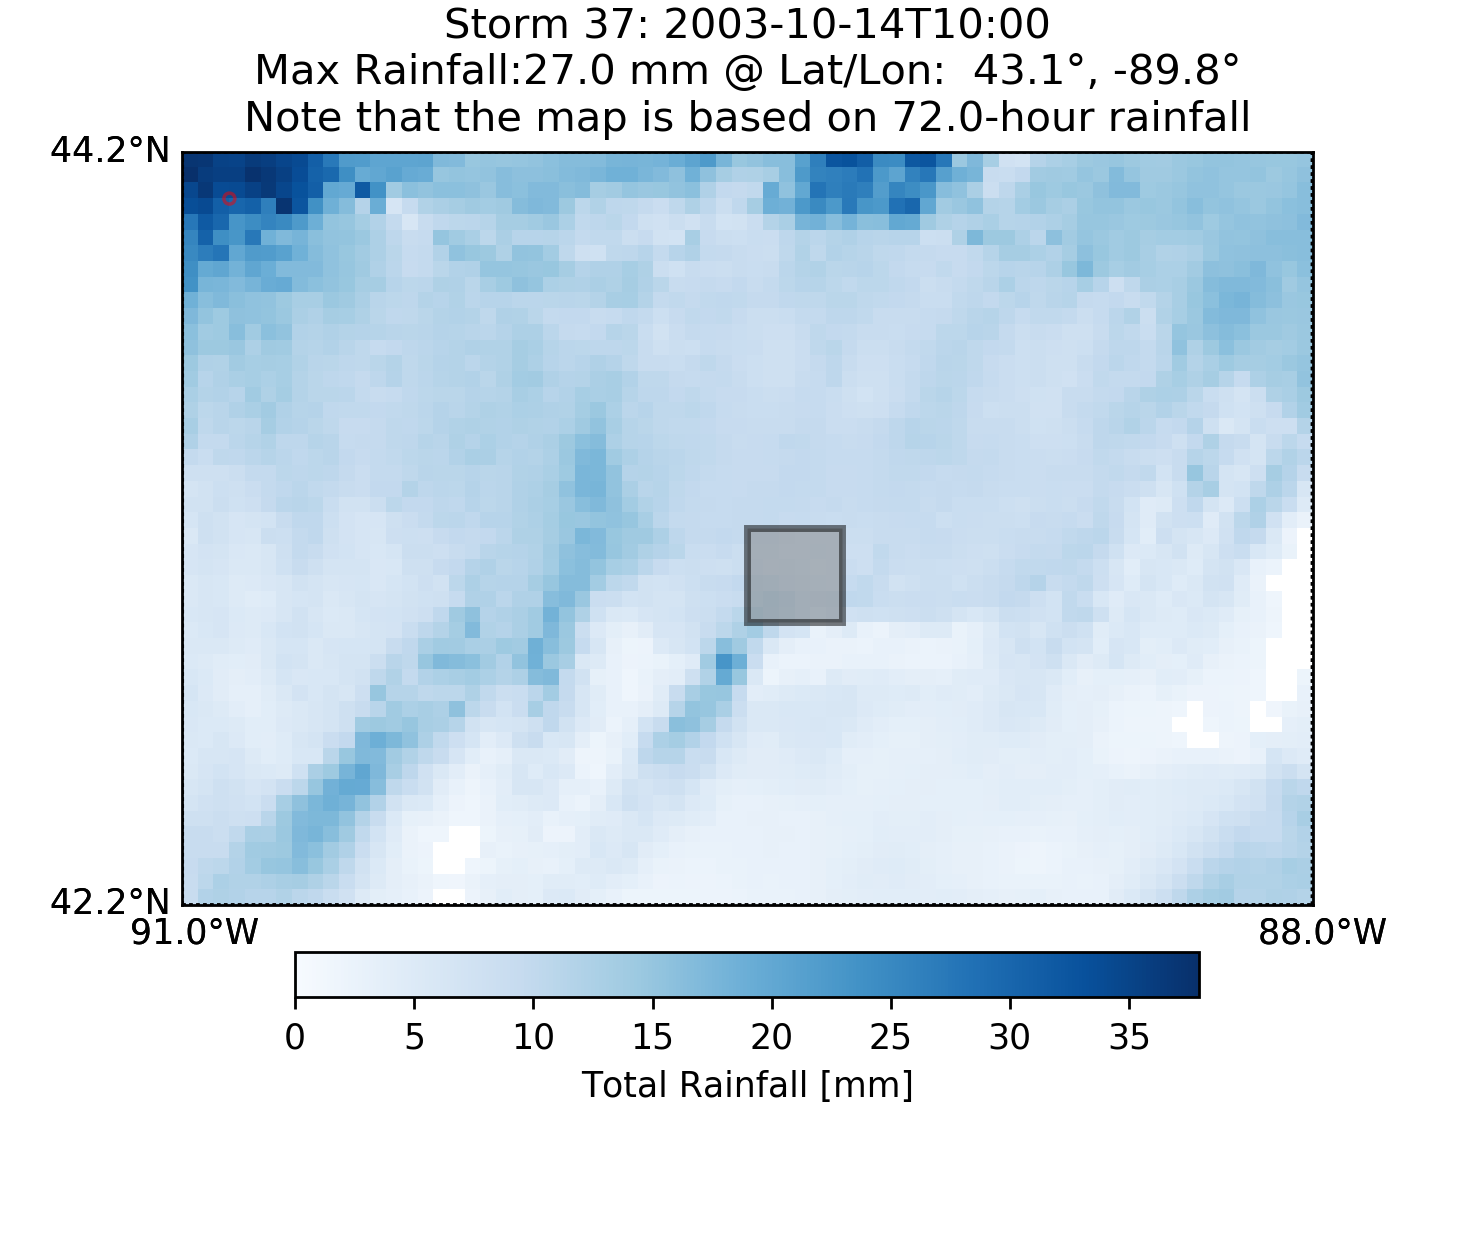 Storm 37: 2003-10-14T10:00
Max Rainfall:27.0 mm @ Lat/Lon:  43.1°, -89.8°
Note that the map is based on 72.0-hour rainfall
44.2°N
42.2°N
91.0°W 88.0°W
0 5 10 15 20 25 30 35
Total Rainfall [mm]